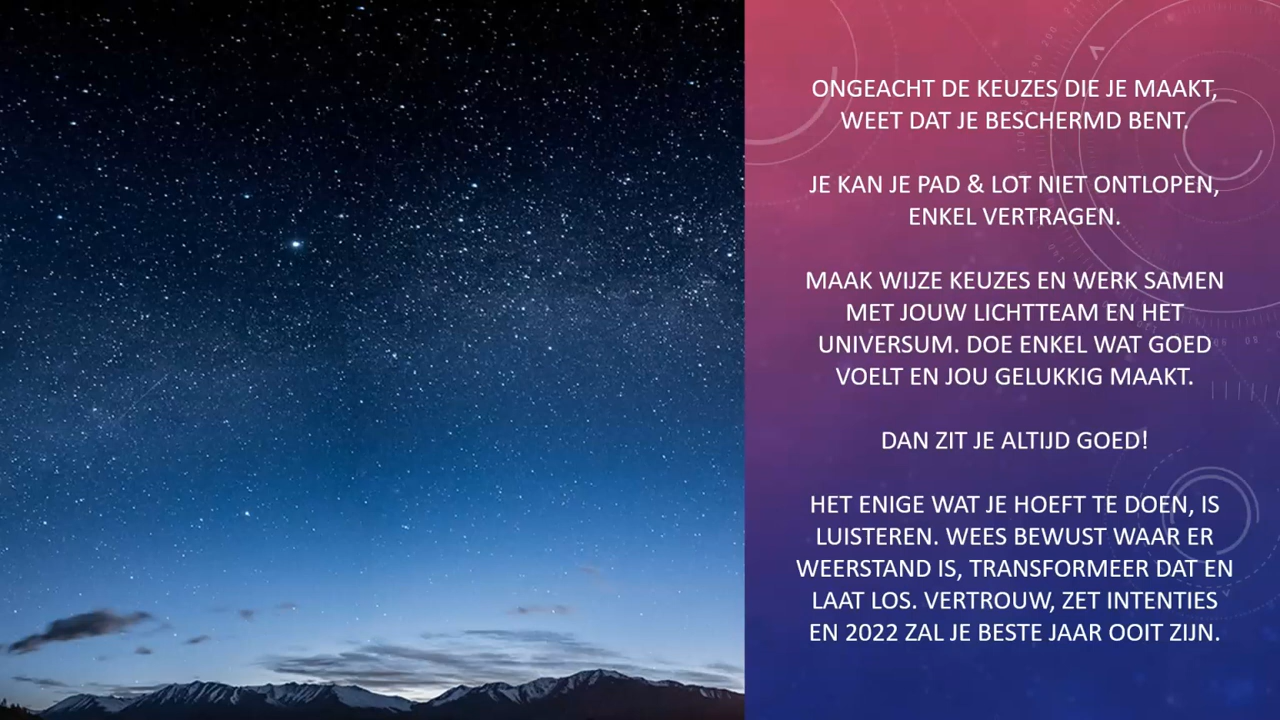 ONGEACHT DE KEUZES DIE JE MAAKT,
WEET DAT JE BESCHERMD BENT.
JE KAN JE PAD & LOT NIET ONTLOPEN,
ENKEL VERTRAGEN.
MAAK WIJZE KEUZES EN WERK SAMEN
MET JOUW LICHTTEAM EN HET
UNIVERSUM. DOE ENKEL WAT GOED
VOELT EN JOU GELUKKIG MAAKT.
DAN ZIT JE ALTIJD GOED!
HET ENIGE WAT JE HOEFT TE DOEN, IS
LUISTEREN. WEES BEWUST WAAR ER
WEERSTAND IS, TRANSFORMEER DAT EN
LAAT LOS. VERTROUW, ZET INTENTIES
EN 2022 ZAL JE BESTE JAAR OOIT ZIJN.